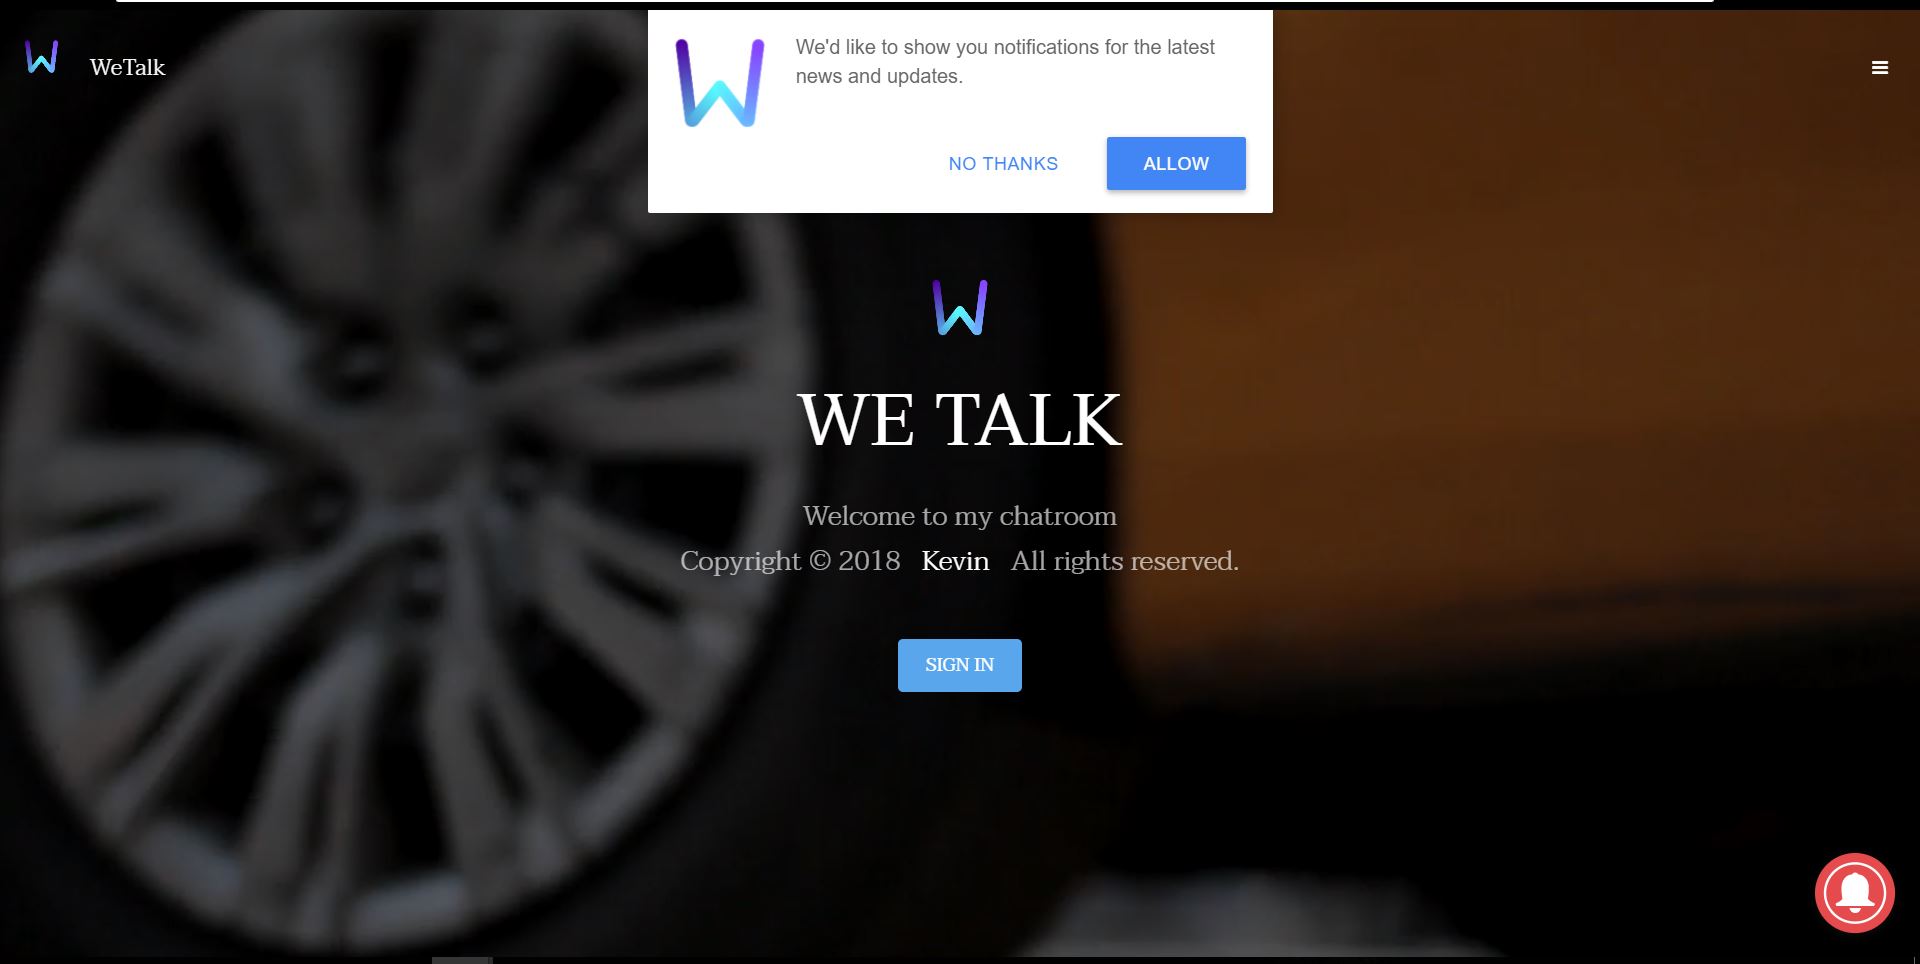 WeTalk
We'd like to show you notifications for the latest
news and updates.
NO THANKS
ALLOW
WE TALK
Welcome to my chatroom
Copyright © 2018 Kevin All rights reserved.
SIGN IN